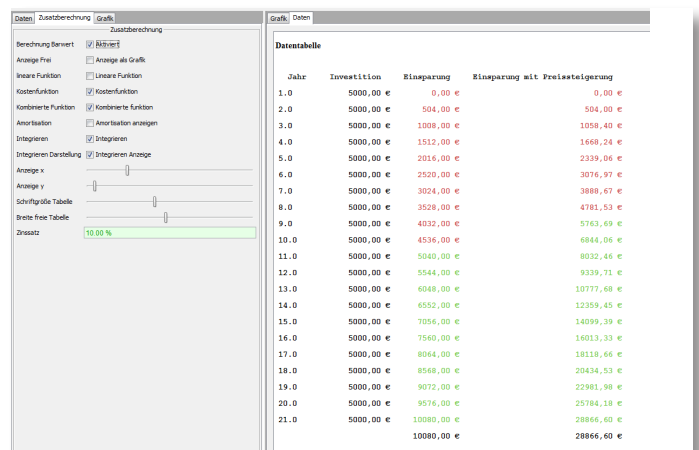 Daten Zusatzberechnung Grafik
Zusatzberechnung
Berechnung Barwert Aktiviert
Anzeige Frei Anzeige als Grafik
lineare Funktion Lineare Funktion
Kostenfunktion Kostenfunktion
Kombinierte Funktion Kombinierte funktion
Amortisation Amortisation anzeigen
Integrieren Integrieren
Integrieren Darstellung Integrieren Anzeige
Anzeige x
Anzeige y
Schriftgröße Tabelle
Breite freie Tabelle
Zinssatz 10.00 %
Grafik Daten
Datentabelle
Jahr Investition Einsparung Einsparung mit Preissteigerung
1.0 5000,00 € 0,00 € 0,00 €
2.0 5000,00 € 504,00 € 504,00 €
3.0 5000,00 € 1008,00 € 1058,40 €
4.0 5000,00 € 1512,00 € 1668,24 €
5.0 5000,00 € 2016,00 € 2339,06 €
6.0 5000,00 € 2520,00 € 3076,97 €
7.0 5000,00 € 3024,00 € 3888,67 €
8.0 5000,00 € 3528,00 € 4781,53 €
9.0 5000,00 € 4032,00 € 5763,69 €
10.0 5000,00 € 4536,00 € 6844,06 €
11.0 5000,00 € 5040,00 € 8032,46 €
12.0 5000,00 € 5544,00 € 9339,71 €
13.0 5000,00 € 6048,00 € 10777,68 €
14.0 5000,00 € 6552,00 € 12359,45 €
15.0 5000,00 € 7056,00 € 14099,39 €
16.0 5000,00 € 7560,00 € 16013,33 €
17.0 5000,00 € 8064,00 € 18118,66 €
18.0 5000,00 € 8568,00 € 20434,53 €
19.0 5000,00 € 9072,00 € 22981,98 €
20.0 5000,00 € 9576,00 € 25784,18 €
21.0 5000,00 € 10080,00 € 28866,60 €
10080,00 € 28866,60 €